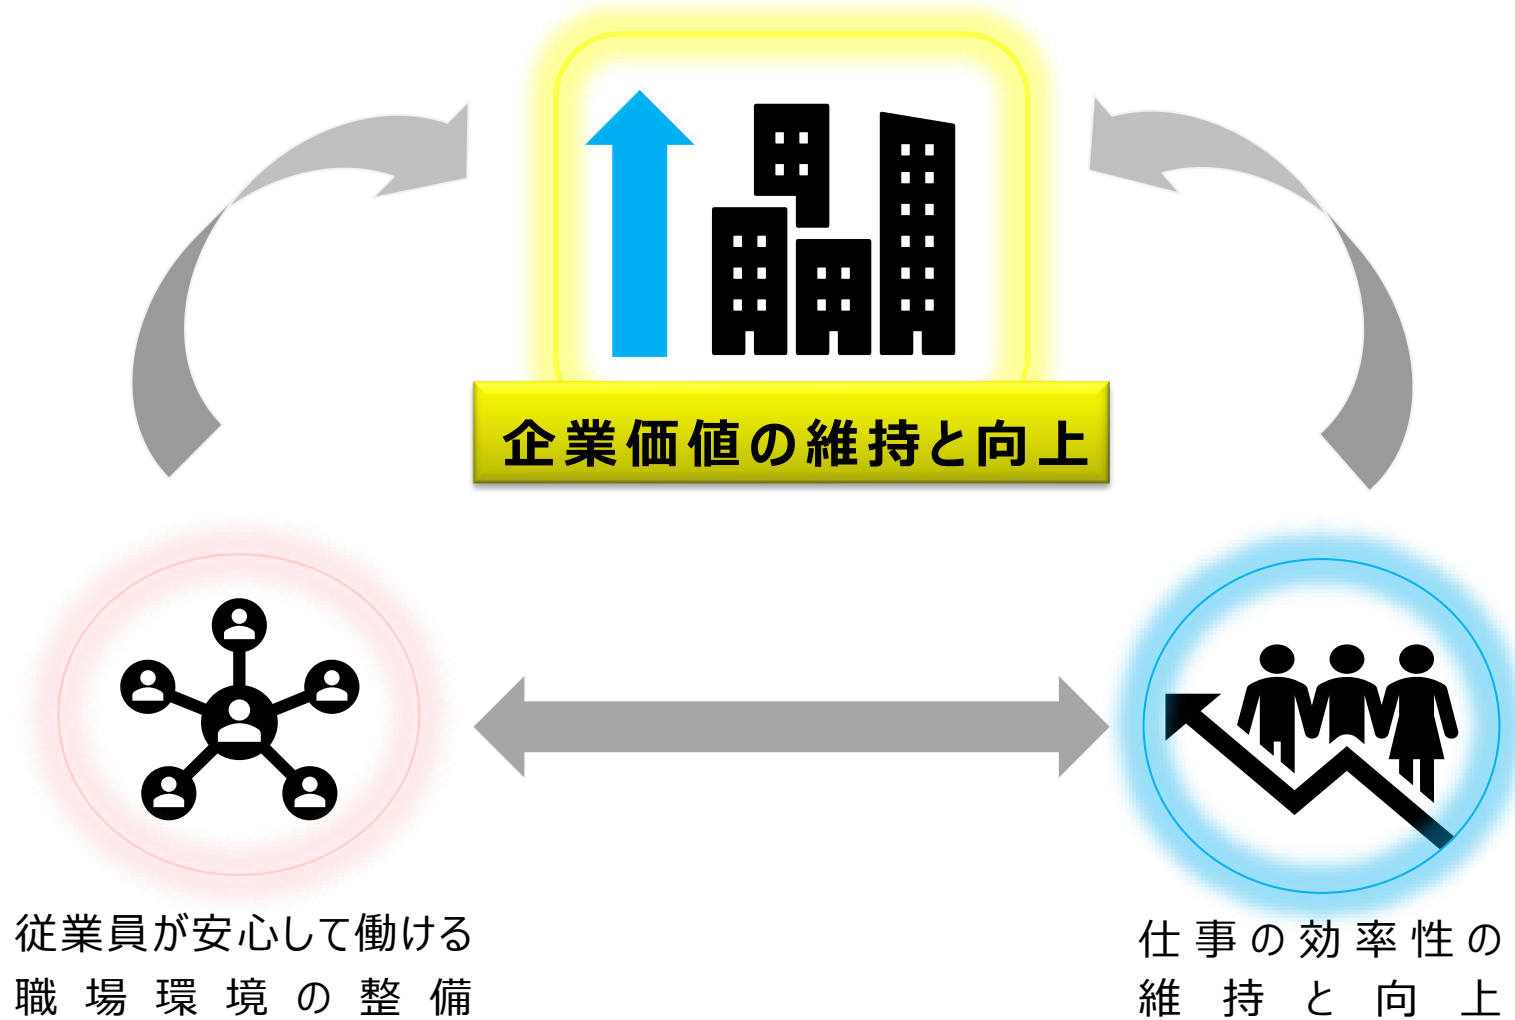 企業価値の維持と向上
従業員が安心して働ける
職場環境の整備
仕事の効率性の
維持と向上